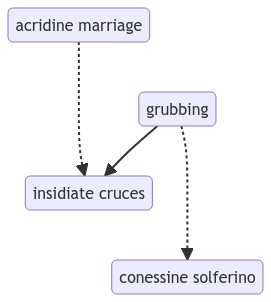 acridine marriage
grubbing
insidiate cruces
conessine solferino